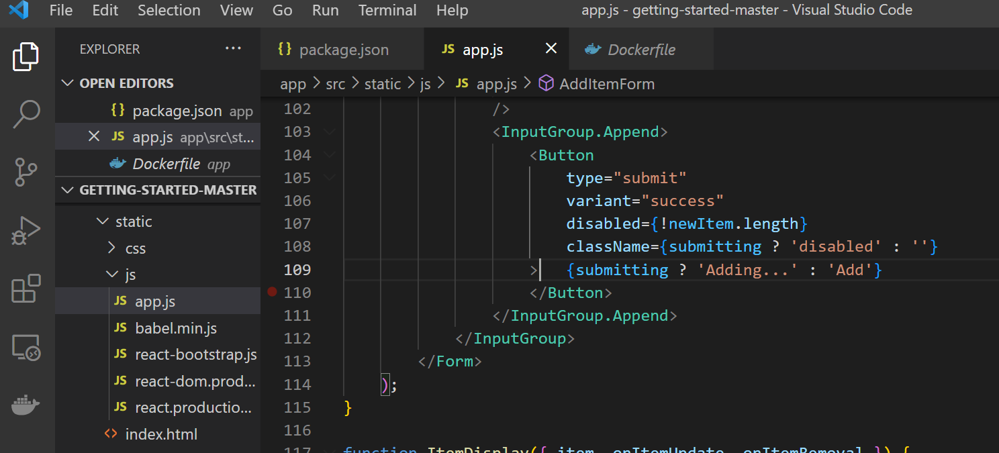 File Edit Selection View Go Run Terminal Help app.js - getting-started-master - Visual Studio Code
EXPLORER ...
OPEN EDITORS
{} package.json app
JS app.js app\src\st...
Dockerfile app
GETTING-STARTED-MASTER
static
css
js
JS app.js
JS babel.min.js
JS react-bootstrap.js
JS react-dom.prod...
JS react.productio...
<> index.html
{} package.json JS app.js Dockerfile
app > src > static > js > JS app.js > AddItemForm
102 />
103 <InputGroup.Append>
104 <Button
105 type="submit"
106 variant="success"
107 disabled={!newItem.length}
108 className={submitting ? 'disabled' : ''}
109 > {submitting ? 'Adding...' : 'Add'}
110 </Button>
111 </InputGroup.Append>
112 </InputGroup>
113 </Form>
114 );
115 }
116
117 function ItemDisplay({ item, onItemUpdate, onItemRemoval }) {